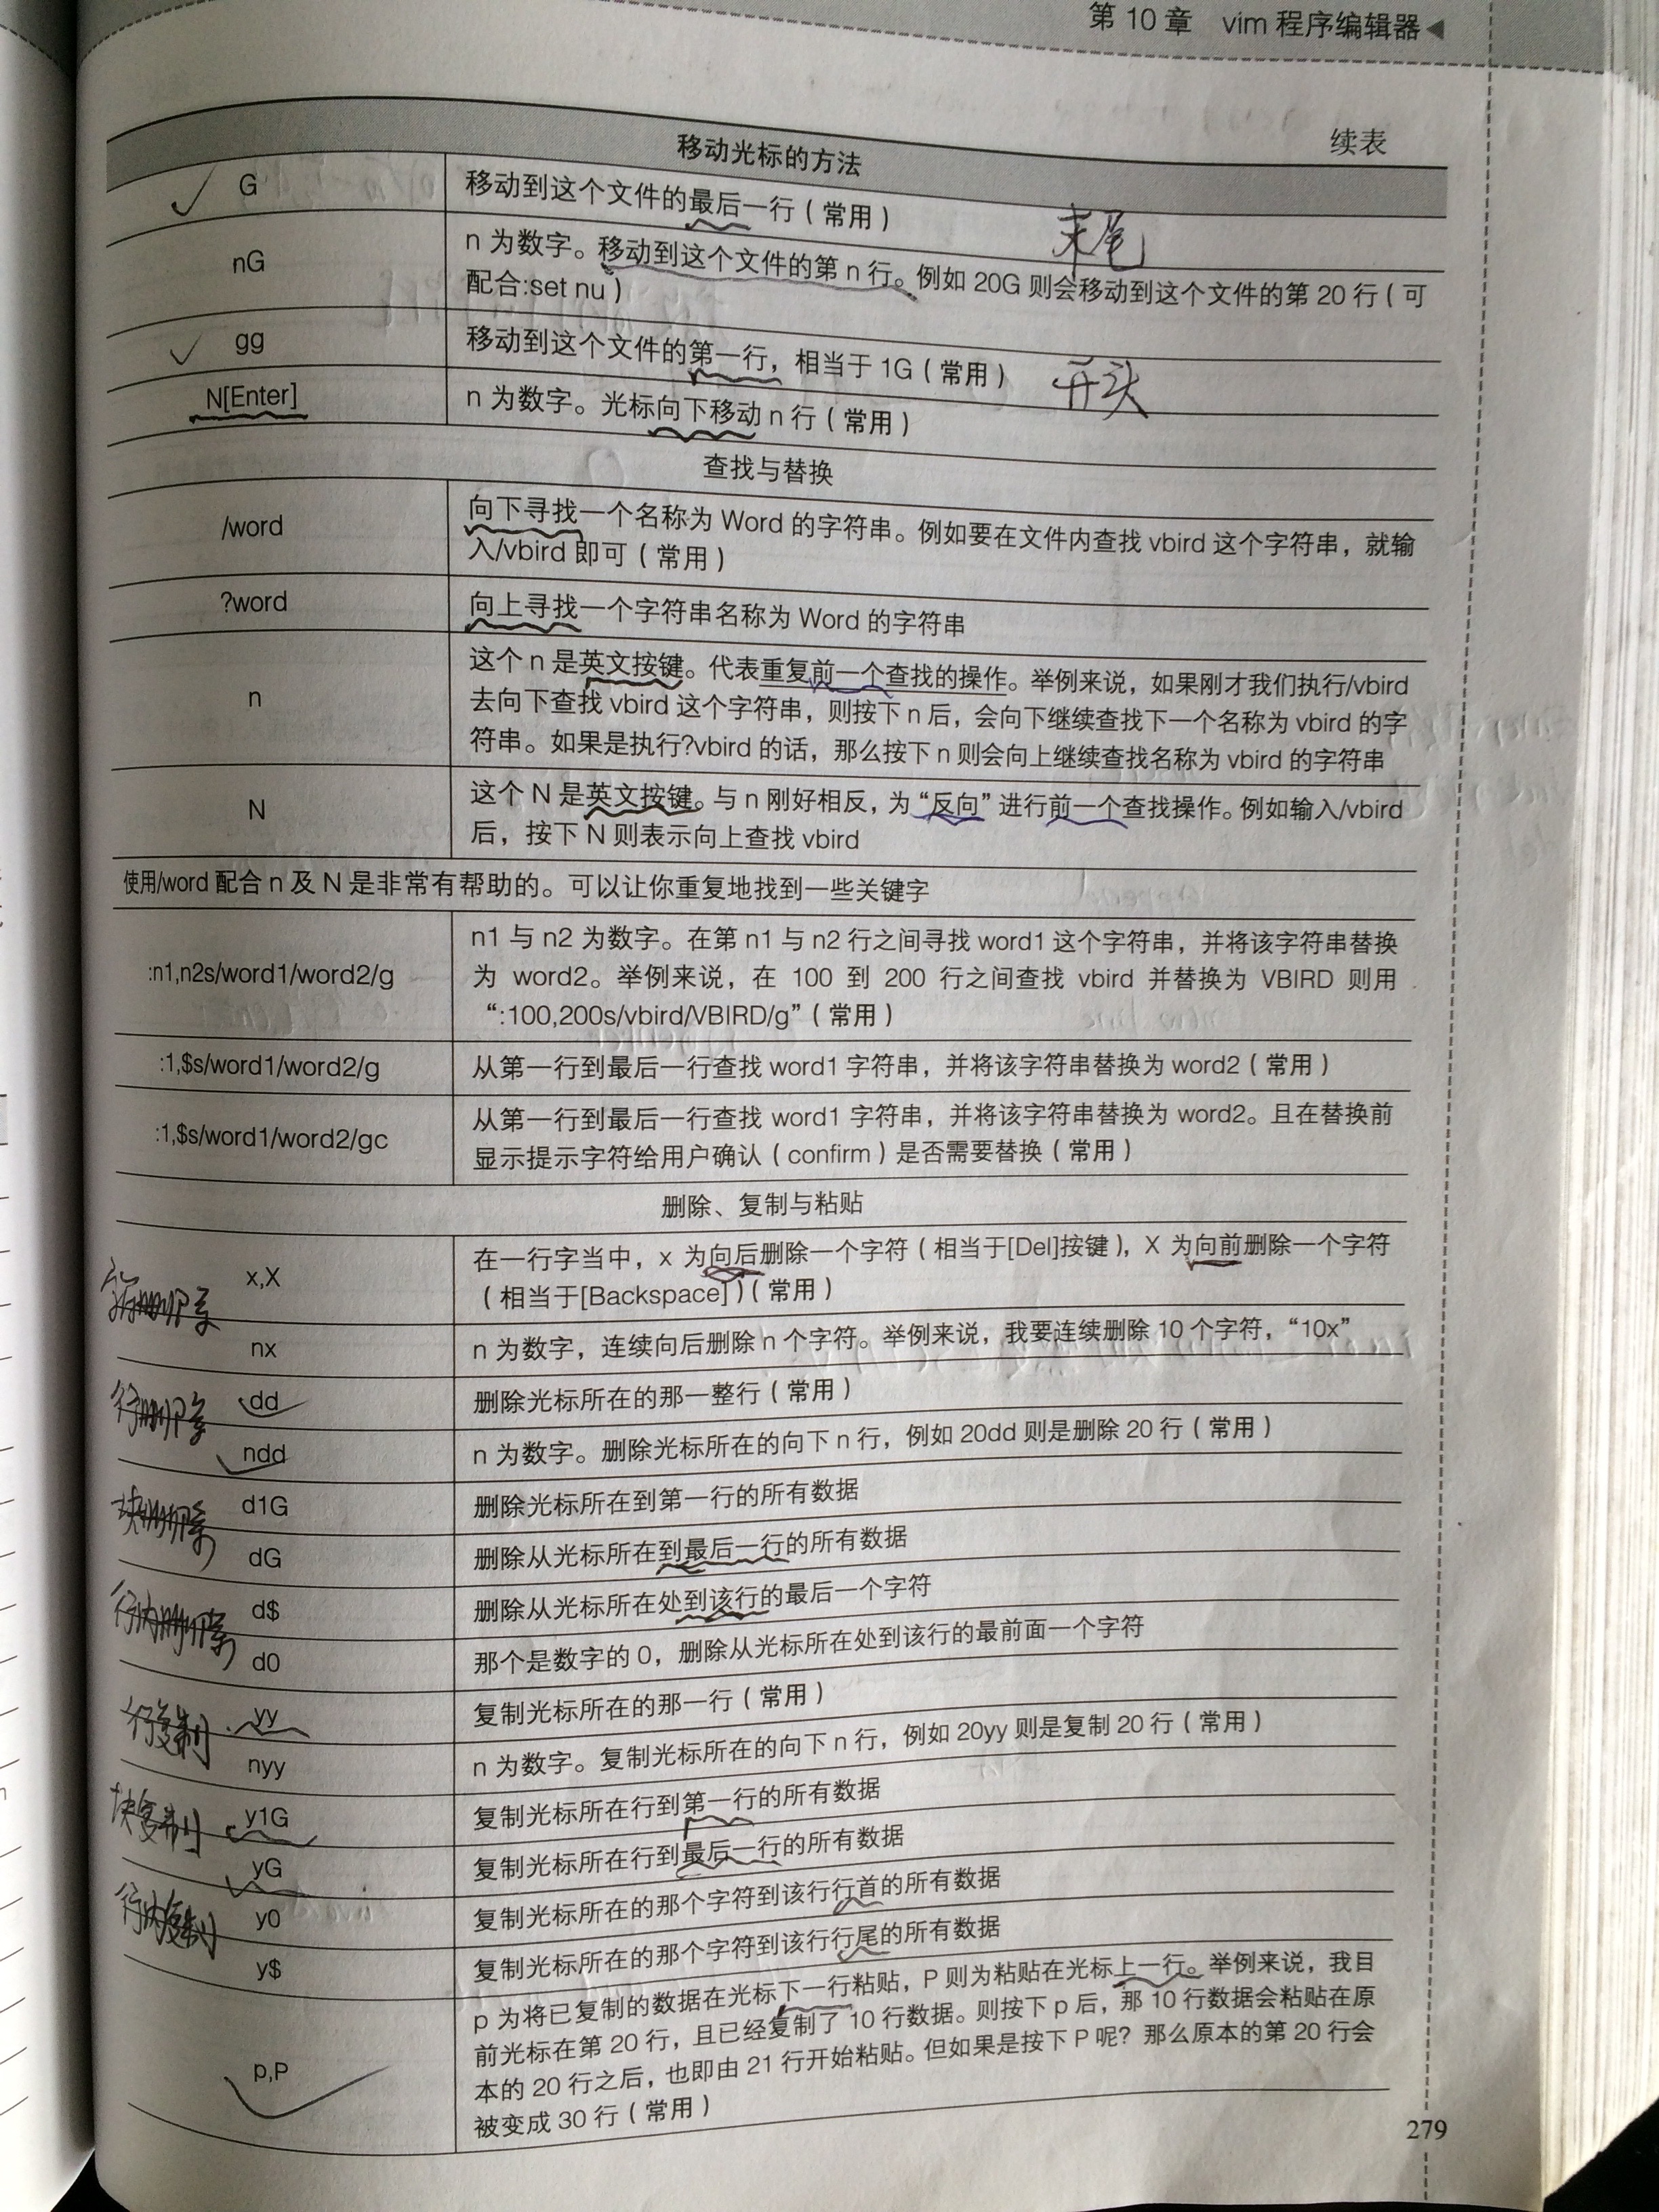 第 10 章 vim 程序编辑器
续表
移动光标的方法
G 移动到这个文件的最后一行（常用） 末尾
nG n 为数字。移动到这个文件的第 n 行。例如 20G 则会移动到这个文件的第 20 行（可
配合:set nu）
gg 移动到这个文件的第一行，相当于 1G（常用） 开头
N[Enter] n 为数字。光标向下移动 n 行（常用）
查找与替换
/word 向下寻找一个名称为 Word 的字符串。例如要在文件内查找 vbird 这个字符串，就输
入/vbird 即可（常用）
?word 向上寻找一个字符串名称为 Word 的字符串
n 这个 n 是英文按键。代表重复前一个查找的操作。举例来说，如果刚才我们执行/vbird
去向下查找 vbird 这个字符串，则按下 n 后，会向下继续查找下一个名称为 vbird 的字
符串。如果是执行?vbird 的话，那么按下 n 则会向上继续查找名称为 vbird 的字符串
N 这个 N 是英文按键。与 n 刚好相反，为“反向”进行前一个查找操作。例如输入/vbird
后，按下 N 则表示向上查找 vbird
使用/word 配合 n 及 N 是非常有帮助的。可以让你重复地找到一些关键字
:n1,n2s/word1/word2/g n1 与 n2 为数字。在第 n1 与 n2 行之间寻找 word1 这个字符串，并将该字符串替换
为 word2。举例来说，在 100 到 200 行之间查找 vbird 并替换为 VBIRD 则用
“:100,200s/vbird/VBIRD/g”（常用）
:1,$s/word1/word2/g 从第一行到最后一行查找 word1 字符串，并将该字符串替换为 word2（常用）
:1,$s/word1/word2/gc 从第一行到最后一行查找 word1 字符串，并将该字符串替换为 word2。且在替换前
显示提示字符给用户确认（confirm）是否需要替换（常用）
删除、复制与粘贴
x,X 在一行字当中，x 为向后删除一个字符（相当于[Del]按键），X 为向前删除一个字符
（相当于[Backspace]）（常用）
nx n 为数字，连续向后删除 n 个字符。举例来说，我要连续删除 10 个字符，“10x”
行删除 dd 删除光标所在的那一整行（常用）
ndd n 为数字。删除光标所在的向下 n 行，例如 20dd 则是删除 20 行（常用）
块删除 d1G 删除光标所在到第一行的所有数据
dG 删除从光标所在到最后一行的所有数据
行内删除 d$ 删除从光标所在处到该行的最后一个字符
d0 那个是数字的 0，删除从光标所在处到该行的最前面一个字符
行复制 yy 复制光标所在的那一行（常用）
nyy n 为数字。复制光标所在的向下 n 行，例如 20yy 则是复制 20 行（常用）
块复制 y1G 复制光标所在行到第一行的所有数据
yG 复制光标所在行到最后一行的所有数据
行内复制 y0 复制光标所在的那个字符到该行行首的所有数据
y$ 复制光标所在的那个字符到该行行尾的所有数据
p,P p 为将已复制的数据在光标下一行粘贴，P 则为粘贴在光标上一行。举例来说，我目
前光标在第 20 行，且已经复制了 10 行数据。则按下 p 后，那 10 行数据会粘贴在原
本的 20 行之后，也即由 21 行开始粘贴。但如果是按下 P 呢？那么原本的第 20 行会
被变成 30 行（常用）
279